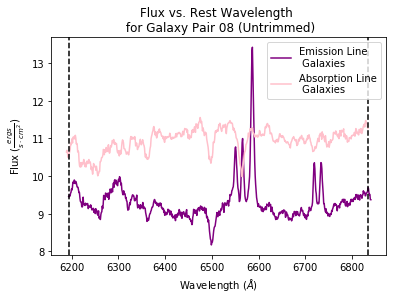 Flux vs. Rest Wavelength
for Galaxy Pair 08 (Untrimmed)
Emission Line
Galaxies
Absorption Line
Galaxies
Flux (ergs / s · cm²)
13
12
11
10
9
8
6200
6300
6400
6500
6600
6700
6800
Wavelength (Å)